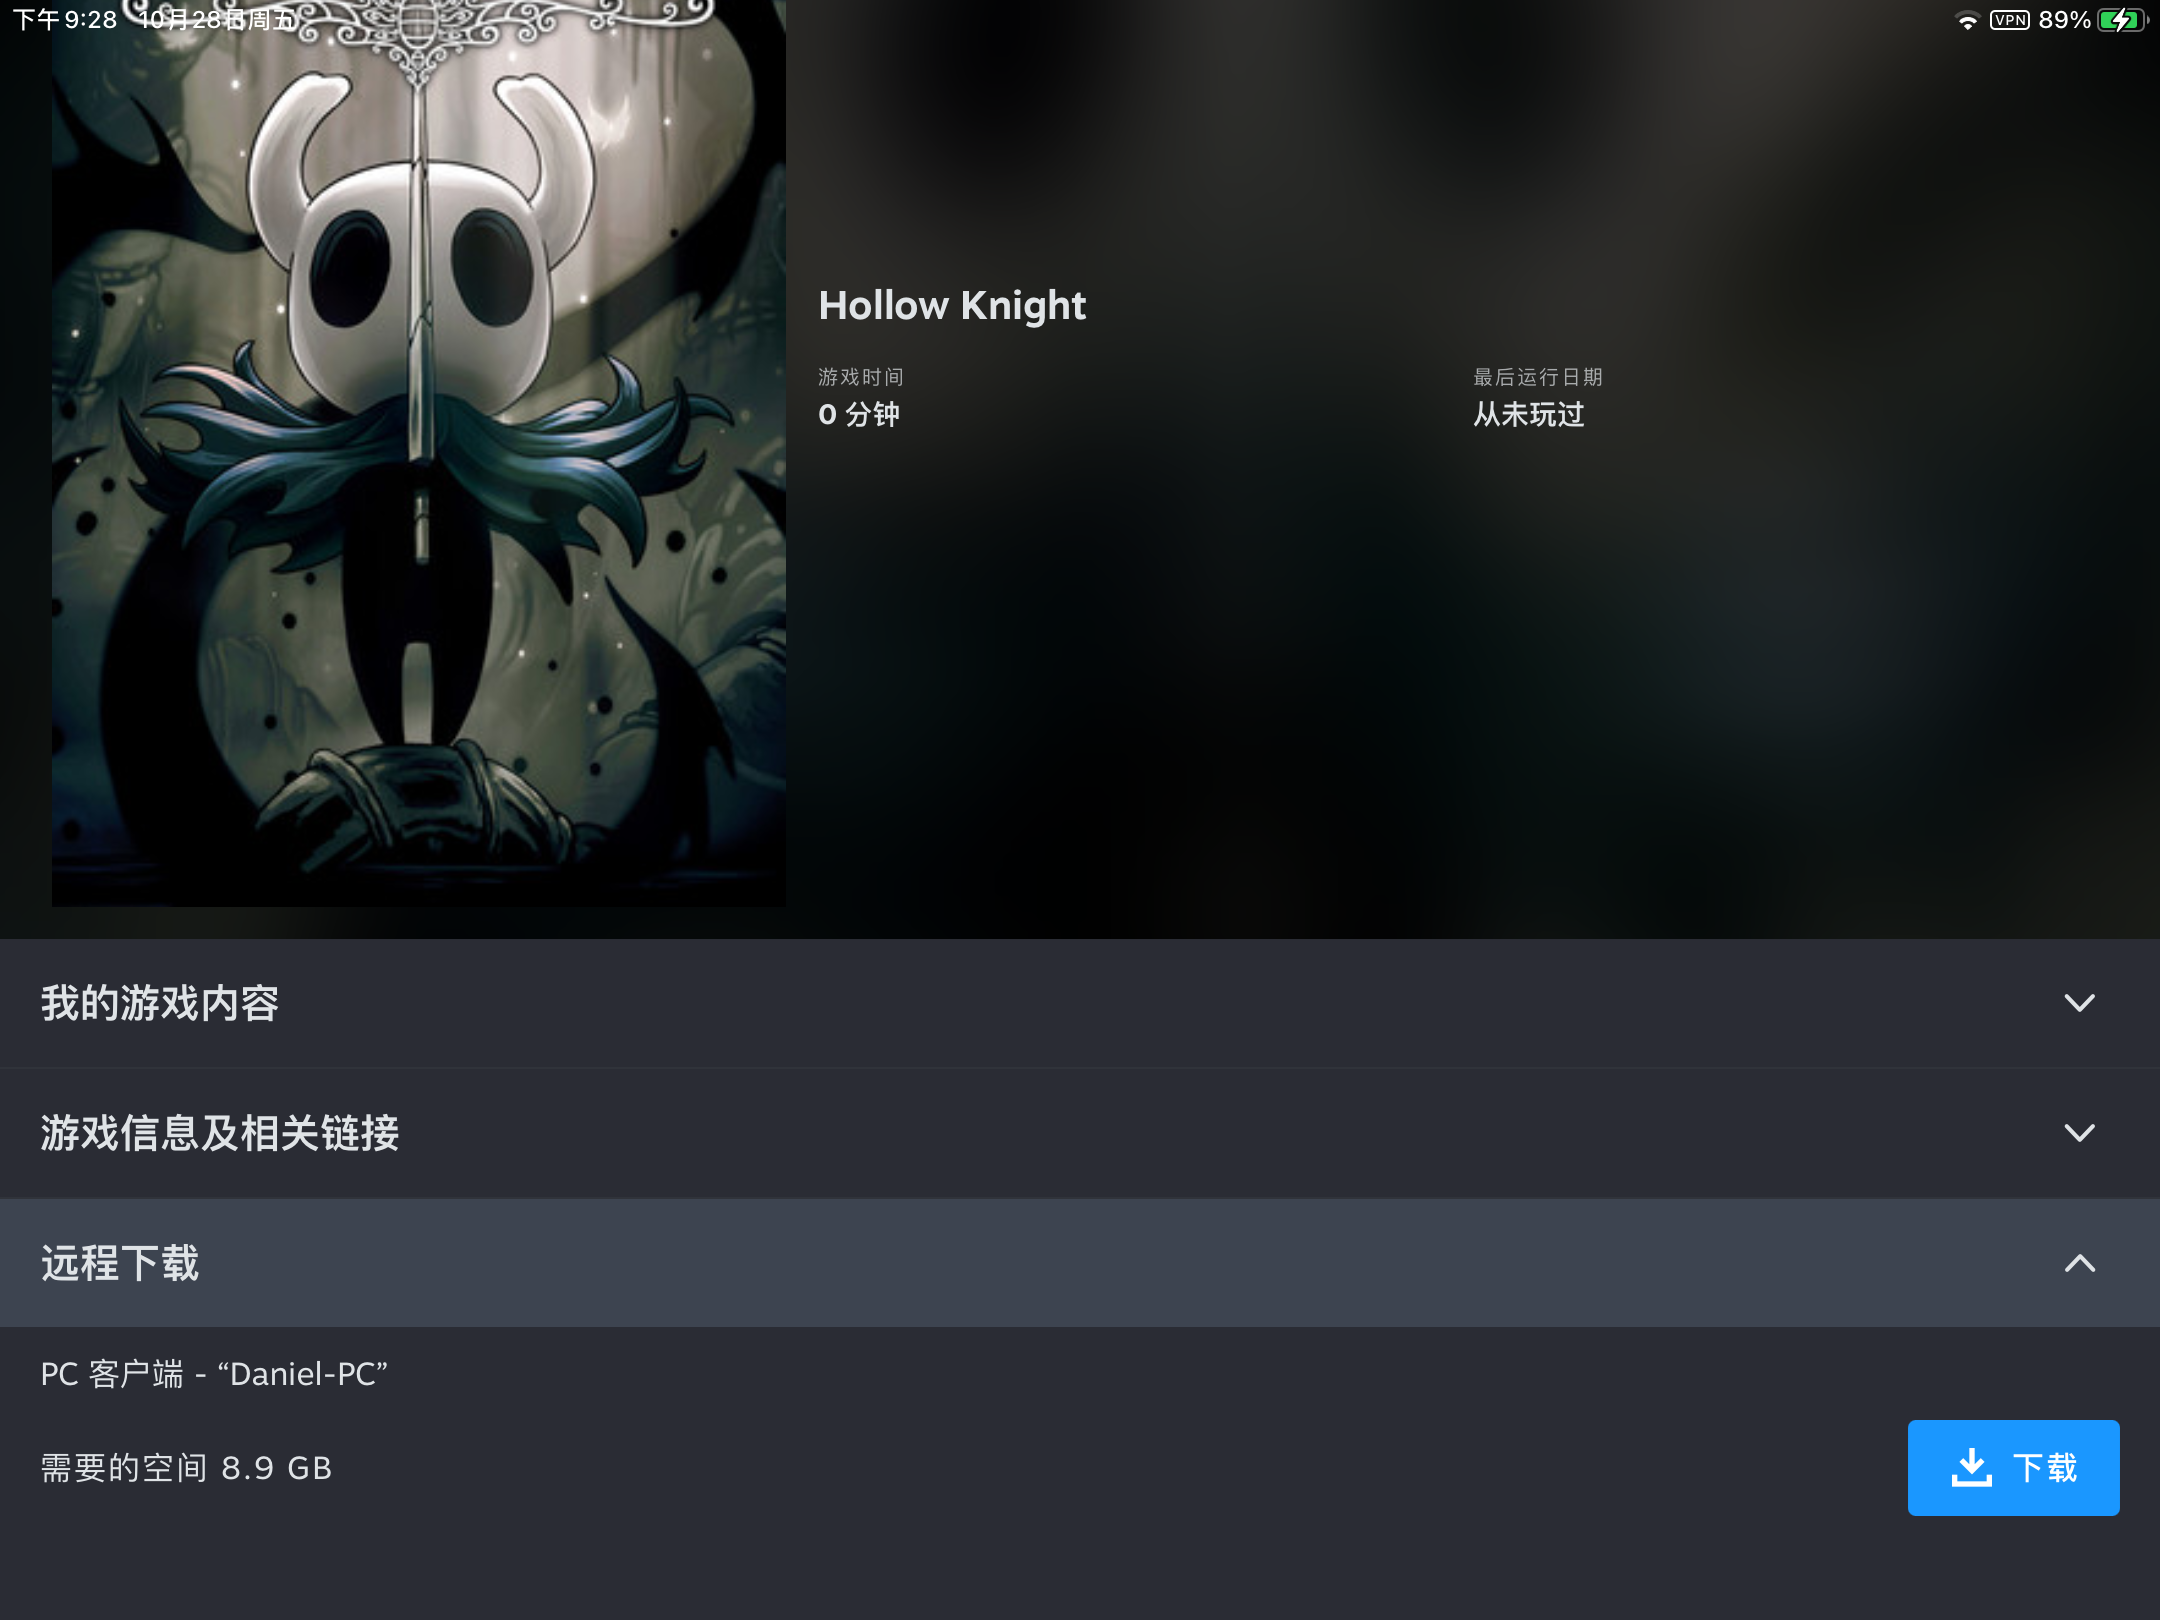 下午9:28 10月28日周五
VPN 89%
Hollow Knight
游戏时间
最后运行日期
0 分钟
从未玩过
我的游戏内容
游戏信息及相关链接
远程下载
PC 客户端 - “Daniel-PC”
需要的空间 8.9 GB
下载